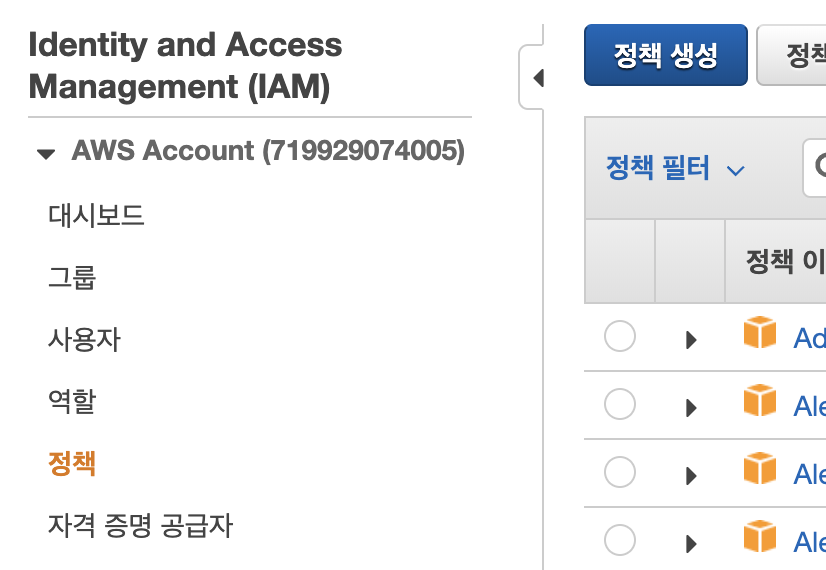 Identity and Access
Management (IAM)
AWS Account (719929074005)
대시보드
그룹
사용자
역할
정책
자격 증명 공급자
정책 생성
정책
정책 필터
정책 이
Ad
Ale
Ale
Ale